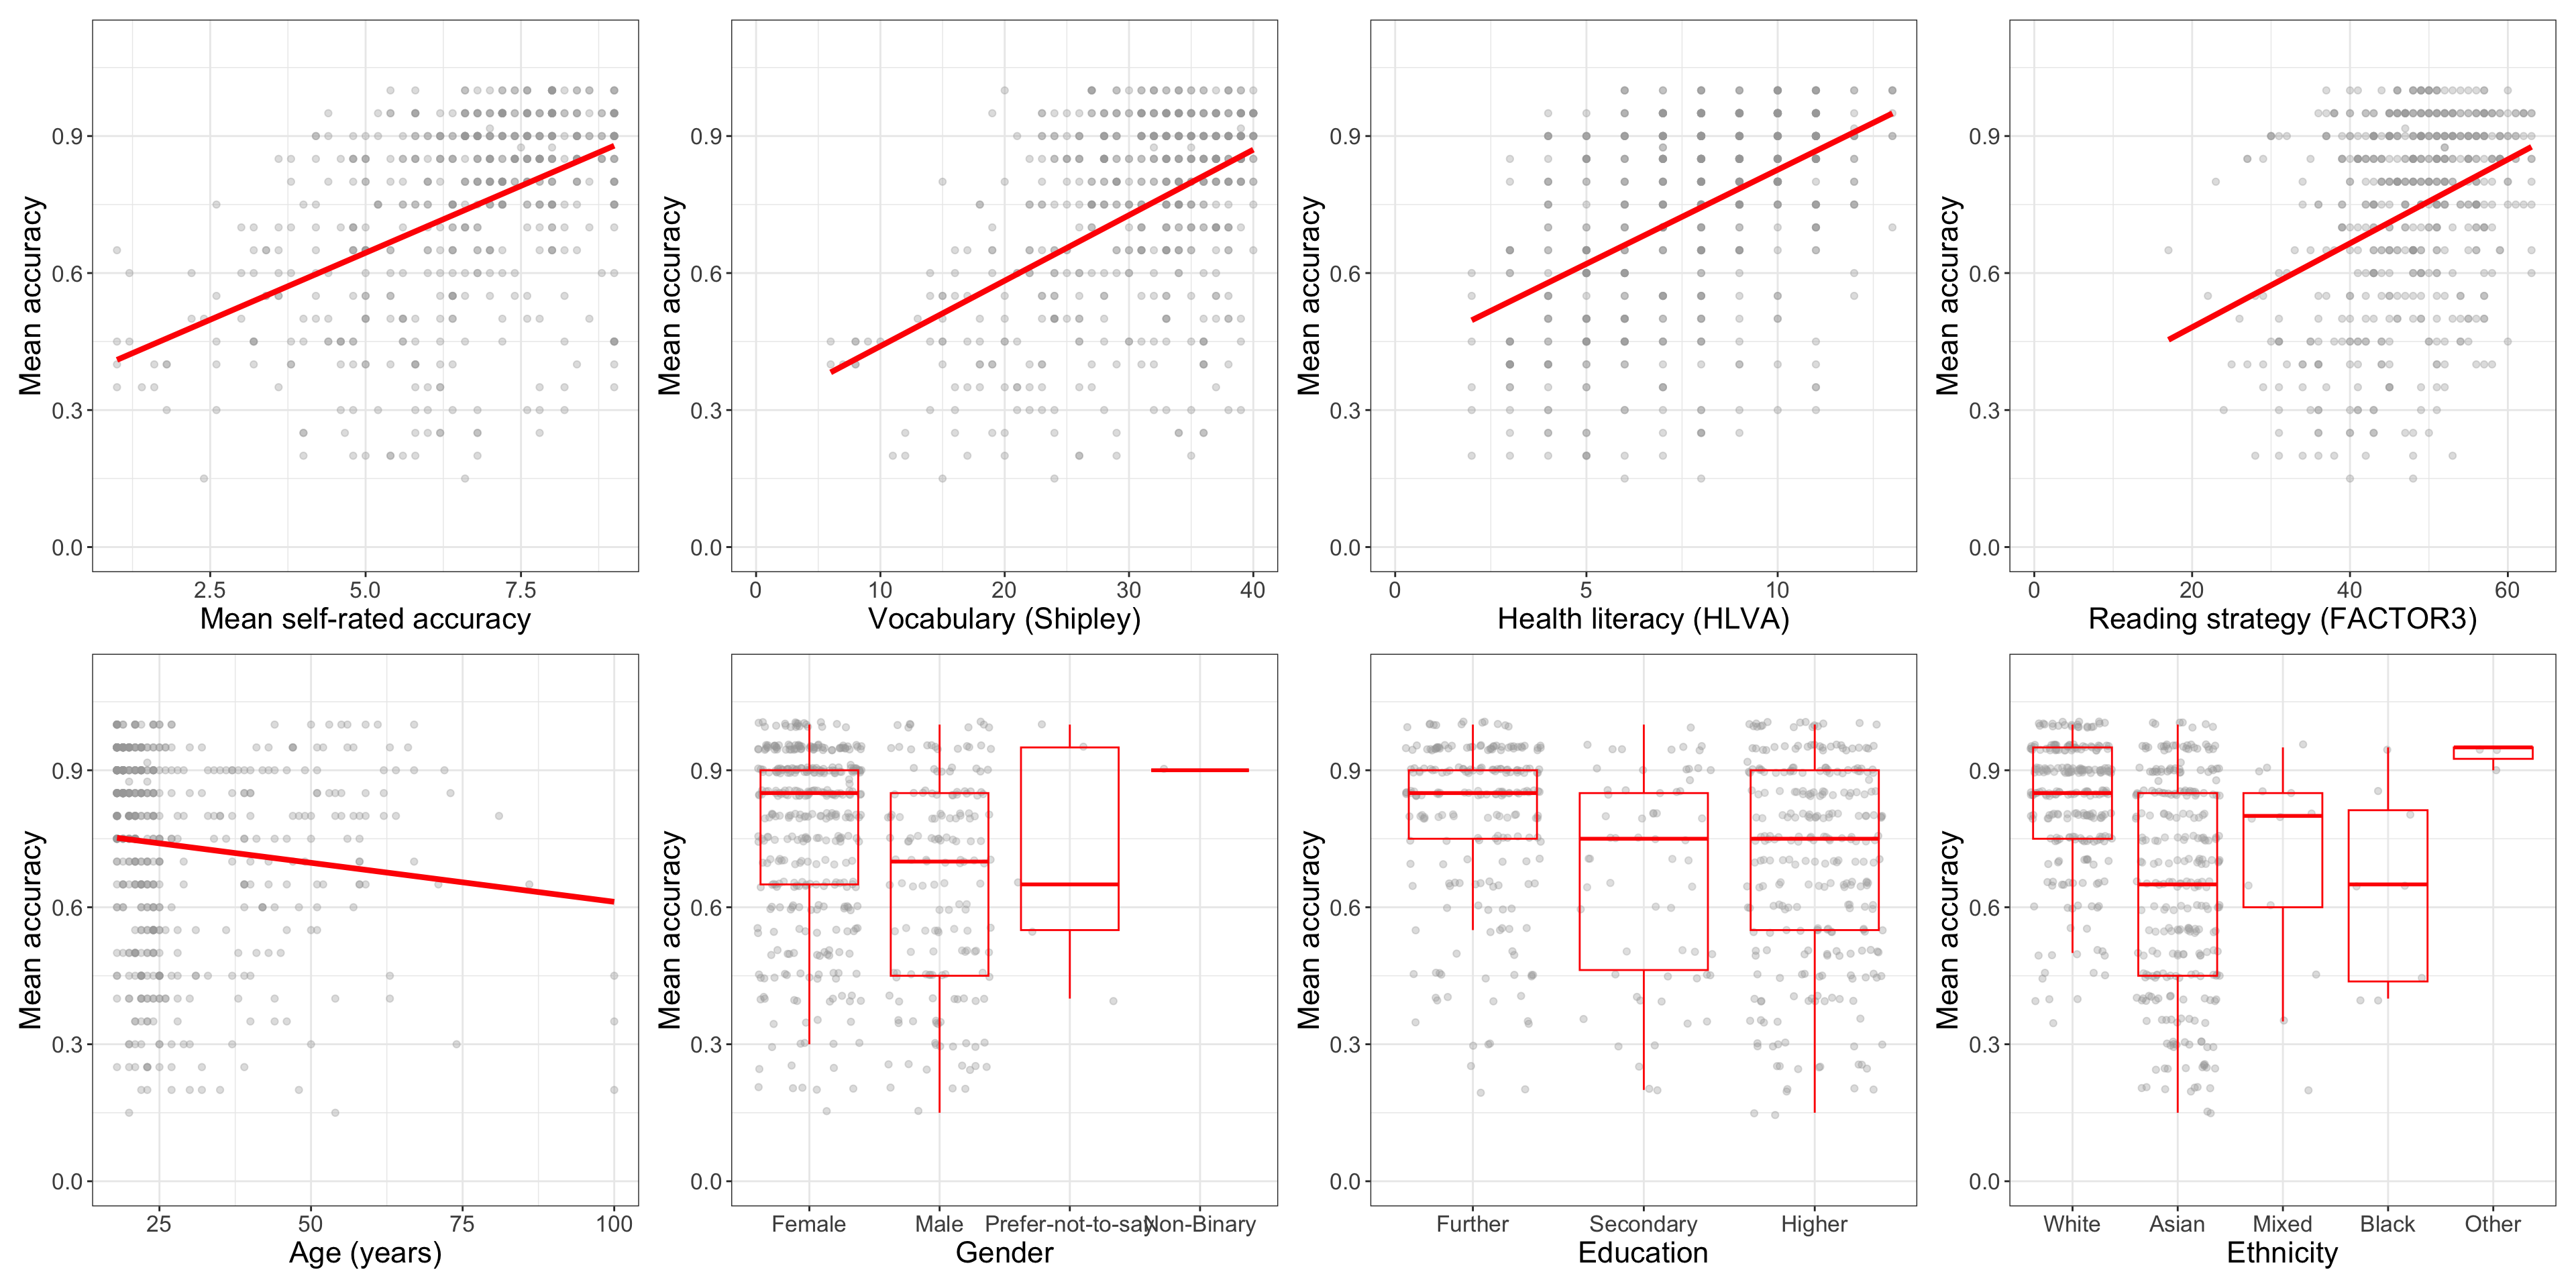 Mean accuracy
0.9
0.6
0.3
0.0
2.5 5.0 7.5
Mean self-rated accuracy
Mean accuracy
0.9
0.6
0.3
0.0
0 10 20 30 40
Vocabulary (Shipley)
Mean accuracy
0.9
0.6
0.3
0.0
0 5 10
Health literacy (HLVA)
Mean accuracy
0.9
0.6
0.3
0.0
0 20 40 60
Reading strategy (FACTOR3)
Mean accuracy
0.9
0.6
0.3
0.0
25 50 75 100
Age (years)
Mean accuracy
0.9
0.6
0.3
0.0
Female Male Prefer-not-to-say Non-Binary
Gender
Mean accuracy
0.9
0.6
0.3
0.0
Further Secondary Higher
Education
Mean accuracy
0.9
0.6
0.3
0.0
White Asian Mixed Black Other
Ethnicity